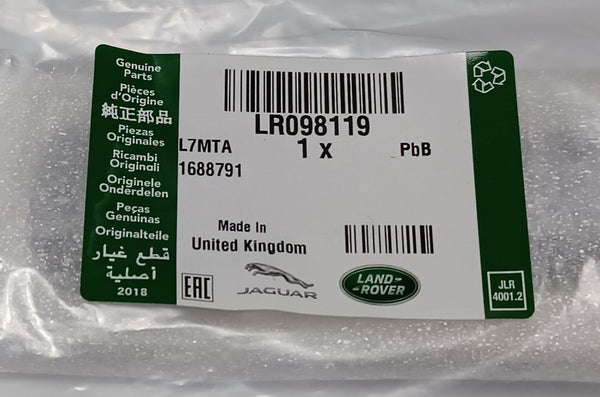 Genuine
Parts
Pièces
d'Origine
純正部品
Piezas
Originales
Ricambi
Originali
Originele
Onderdelen
Peças
Genuinas
Originalteile
قطع غيار
أصلية
2018
LR098119
L7MTA
1 x
PbB
1688791
Made In
United Kingdom
EAC
JAGUAR
LAND-
ROVER
JLR
4001.2